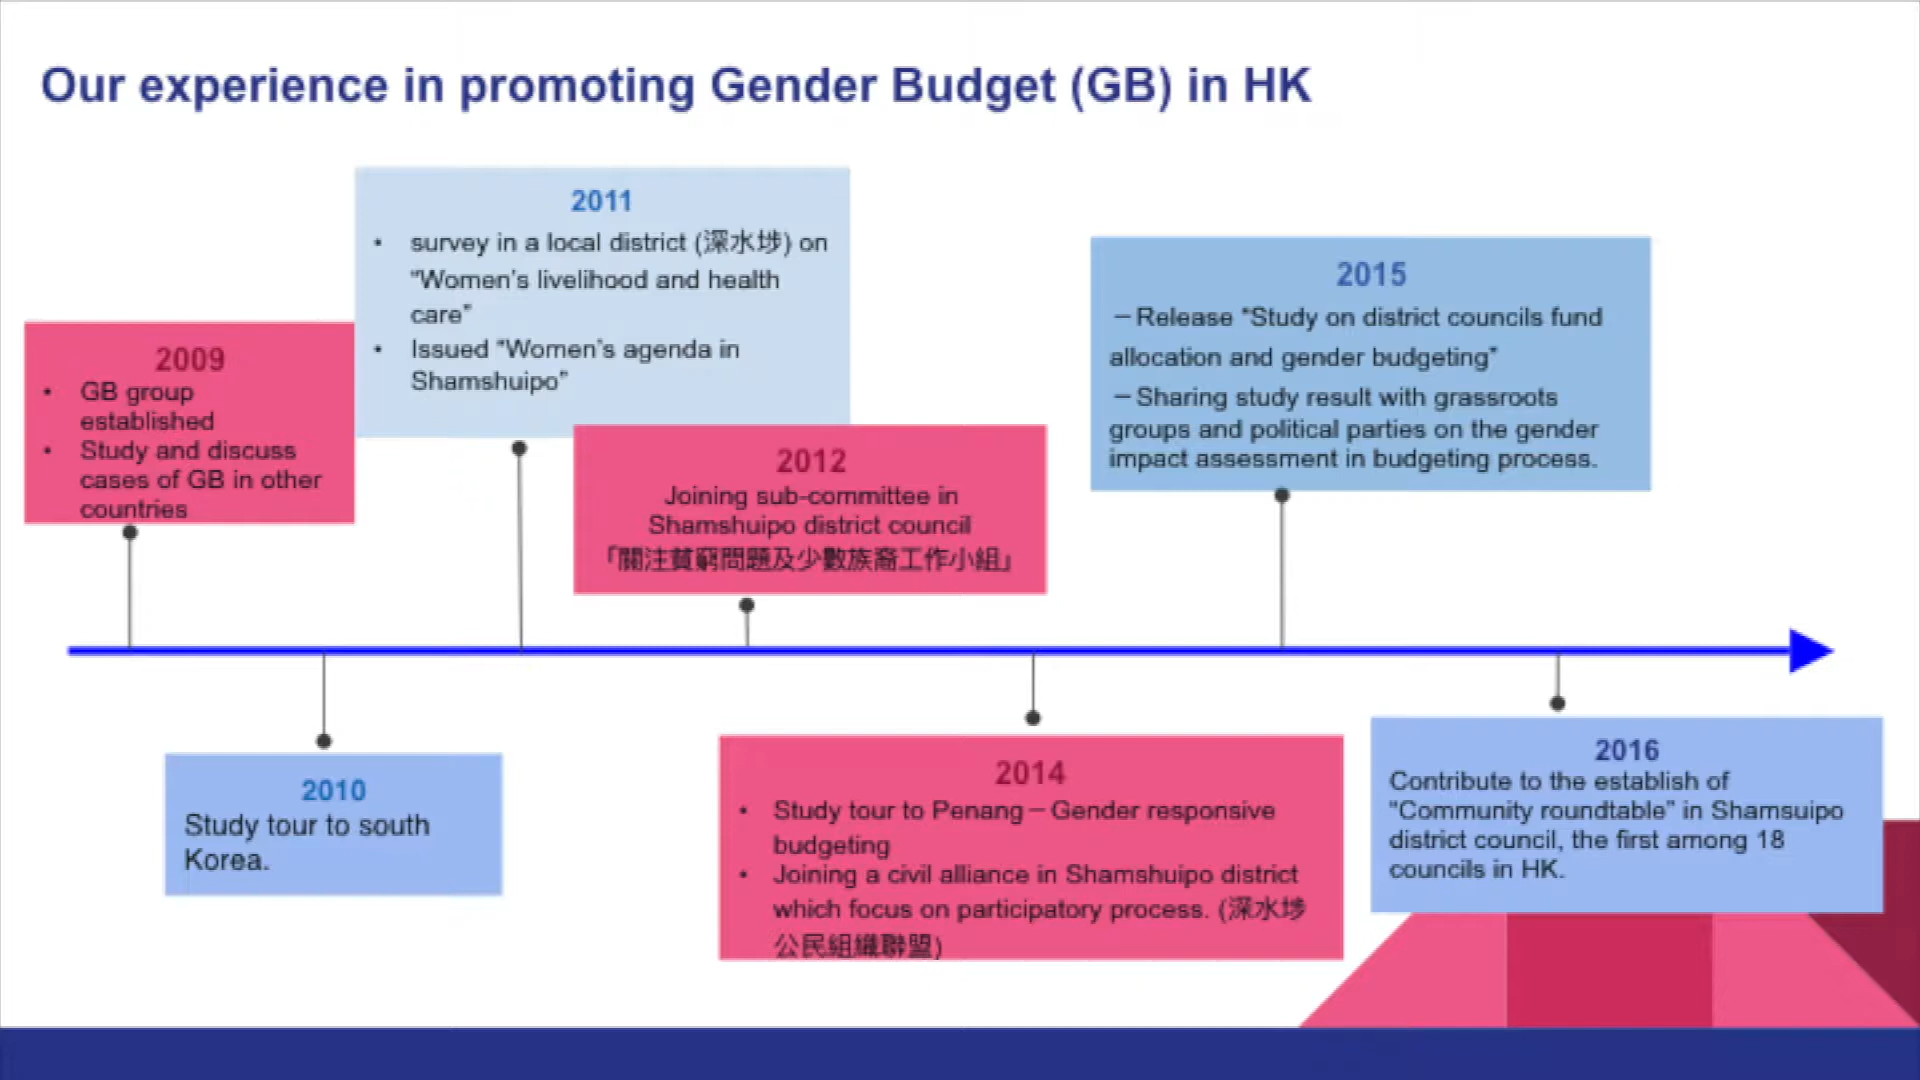 Our experience in promoting Gender Budget (GB) in HK
2009
• GB group
established
• Study and discuss
cases of GB in other
countries
2010
Study tour to south
Korea.
2011
• survey in a local district (深水埗) on
"Women's livelihood and health
care"
• Issued "Women's agenda in
Shamshuipo"
2012
Joining sub-committee in
Shamshuipo district council
「關注貧窮問題及少數族裔工作小組」
2014
• Study tour to Penang – Gender responsive
budgeting
• Joining a civil alliance in Shamshuipo district
which focus on participatory process. (深水埗
公民組織聯盟)
2015
– Release "Study on district councils fund
allocation and gender budgeting"
– Sharing study result with grassroots
groups and political parties on the gender
impact assessment in budgeting process.
2016
Contribute to the establish of
"Community roundtable" in Shamsuipo
district council, the first among 18
councils in HK.